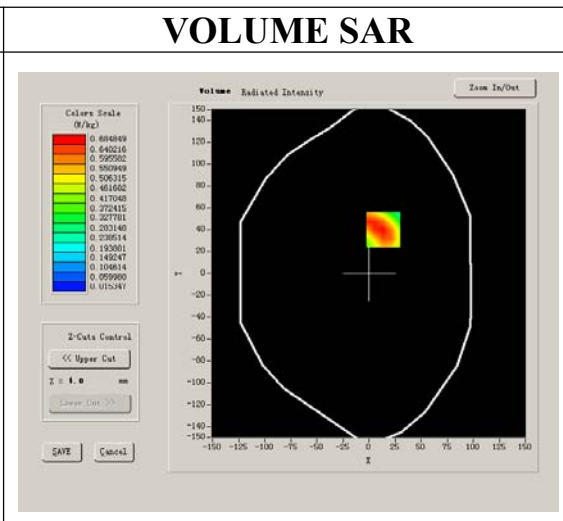 VOLUME SAR
Volume Radiated Intensity
Zoom In/Out
Colors Scale
(W/kg)
0.684849
0.640216
0.595582
0.550949
0.506315
0.461682
0.417048
0.372415
0.327781
0.283148
0.238514
0.193881
0.149247
0.104614
0.059980
0.015347
150
140
120
100
80
60
40
20
0
-20
-40
-60
-80
-100
-120
-140
-150
Y
-150 -125 -100 -75 -50 -25 0 25 50 75 100 125 150
X
Z-Cuts Control
<< Upper Cut
Z = 4.0 mm
Lower Cut >>
SAVE
Cancel